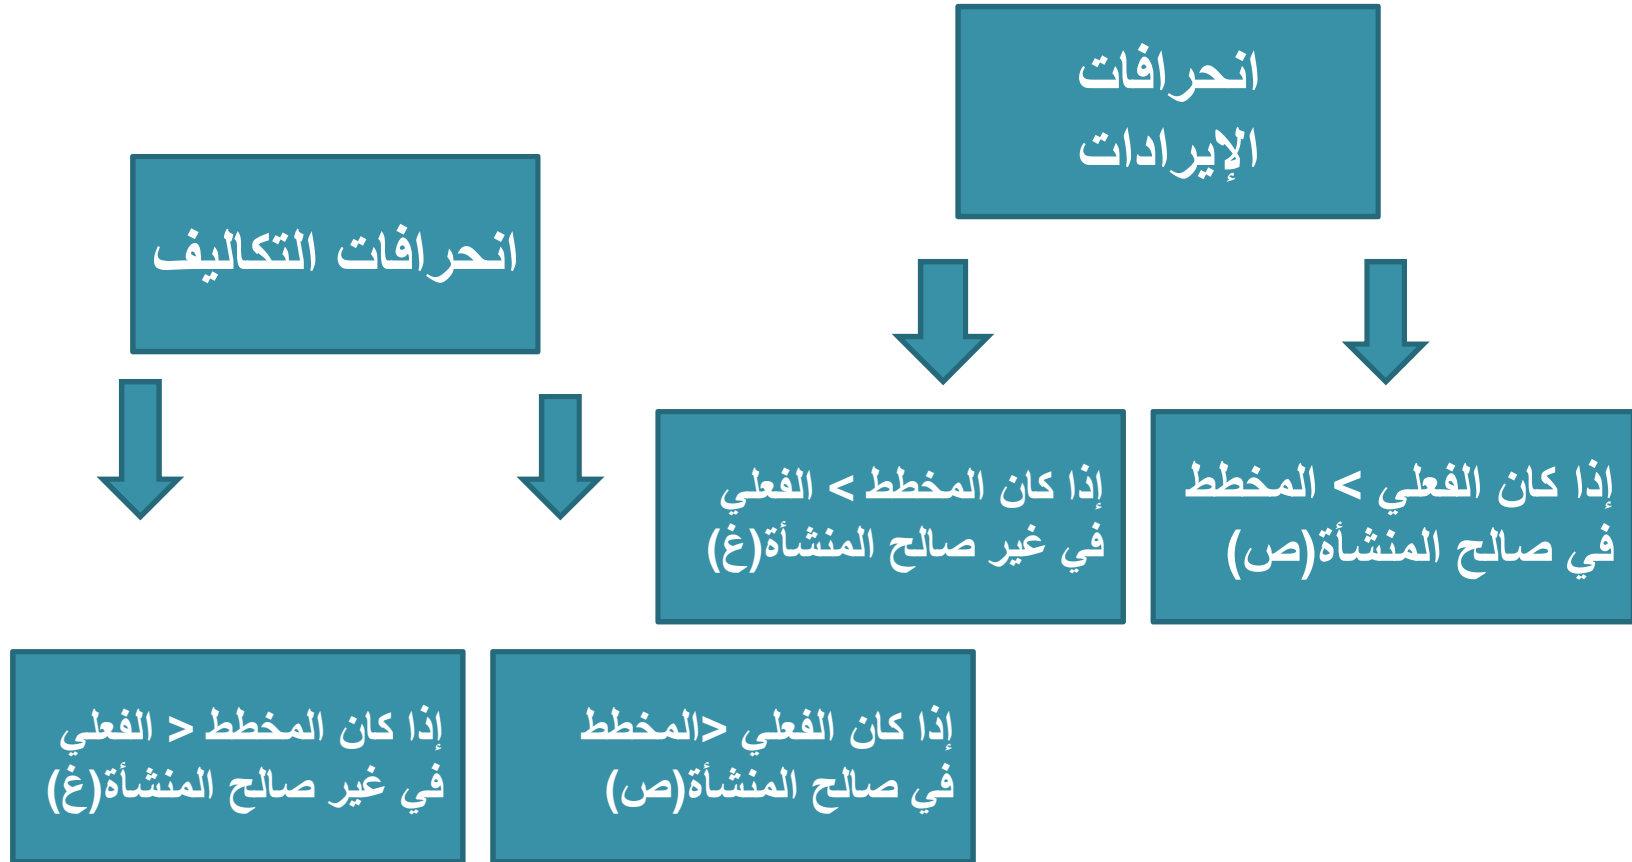 انحرافات
الإيرادات
إذا كان الفعلي > المخطط
في صالح المنشأة(ص)
إذا كان المخطط > الفعلي
في غير صالح المنشأة(غ)
انحرافات التكاليف
إذا كان الفعلي <المخطط
في صالح المنشأة(ص)
إذا كان المخطط < الفعلي
في غير صالح المنشأة(غ)